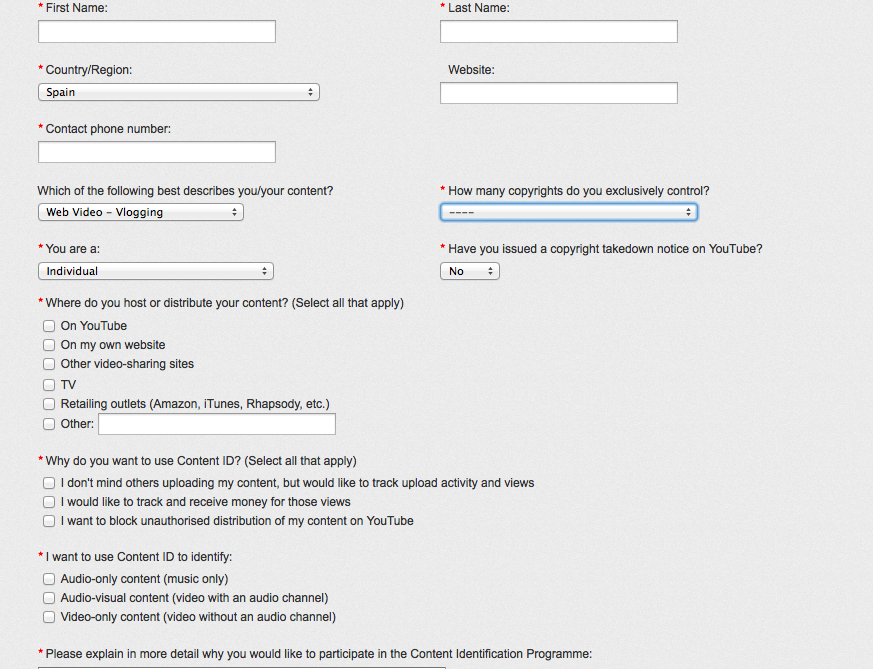 * First Name:
* Last Name:
* Country/Region:
Website:
Spain
* Contact phone number:
Which of the following best describes you/your content?
* How many copyrights do you exclusively control?
Web Video – Vlogging
----
* You are a:
* Have you issued a copyright takedown notice on YouTube?
Individual
No
* Where do you host or distribute your content? (Select all that apply)
On YouTube
On my own website
Other video-sharing sites
TV
Retailing outlets (Amazon, iTunes, Rhapsody, etc.)
Other:
* Why do you want to use Content ID? (Select all that apply)
I don't mind others uploading my content, but would like to track upload activity and views
I would like to track and receive money for those views
I want to block unauthorised distribution of my content on YouTube
* I want to use Content ID to identify:
Audio-only content (music only)
Audio-visual content (video with an audio channel)
Video-only content (video without an audio channel)
* Please explain in more detail why you would like to participate in the Content Identification Programme: